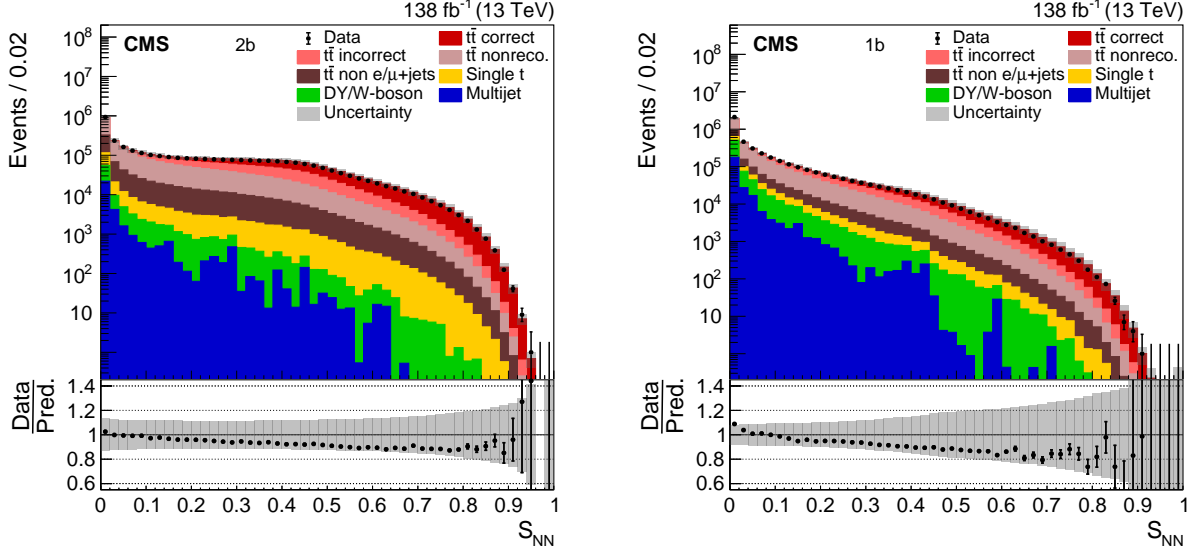 138 fb⁻¹ (13 TeV)
CMS 2b
Data
tt̄ correct
tt̄ incorrect
tt̄ nonreco.
tt̄ non e/μ+jets
Single t
DY/W-boson
Multijet
Uncertainty
Events / 0.02
10⁸
10⁷
10⁶
10⁵
10⁴
10³
10²
10
Data
Pred.
1.4
1.2
1
0.8
0.6
0 0.1 0.2 0.3 0.4 0.5 0.6 0.7 0.8 0.9 1
S_NN
138 fb⁻¹ (13 TeV)
CMS 1b
Data
tt̄ correct
tt̄ incorrect
tt̄ nonreco.
tt̄ non e/μ+jets
Single t
DY/W-boson
Multijet
Uncertainty
Events / 0.02
10⁸
10⁷
10⁶
10⁵
10⁴
10³
10²
10
Data
Pred.
1.4
1.2
1
0.8
0.6
0 0.1 0.2 0.3 0.4 0.5 0.6 0.7 0.8 0.9 1
S_NN